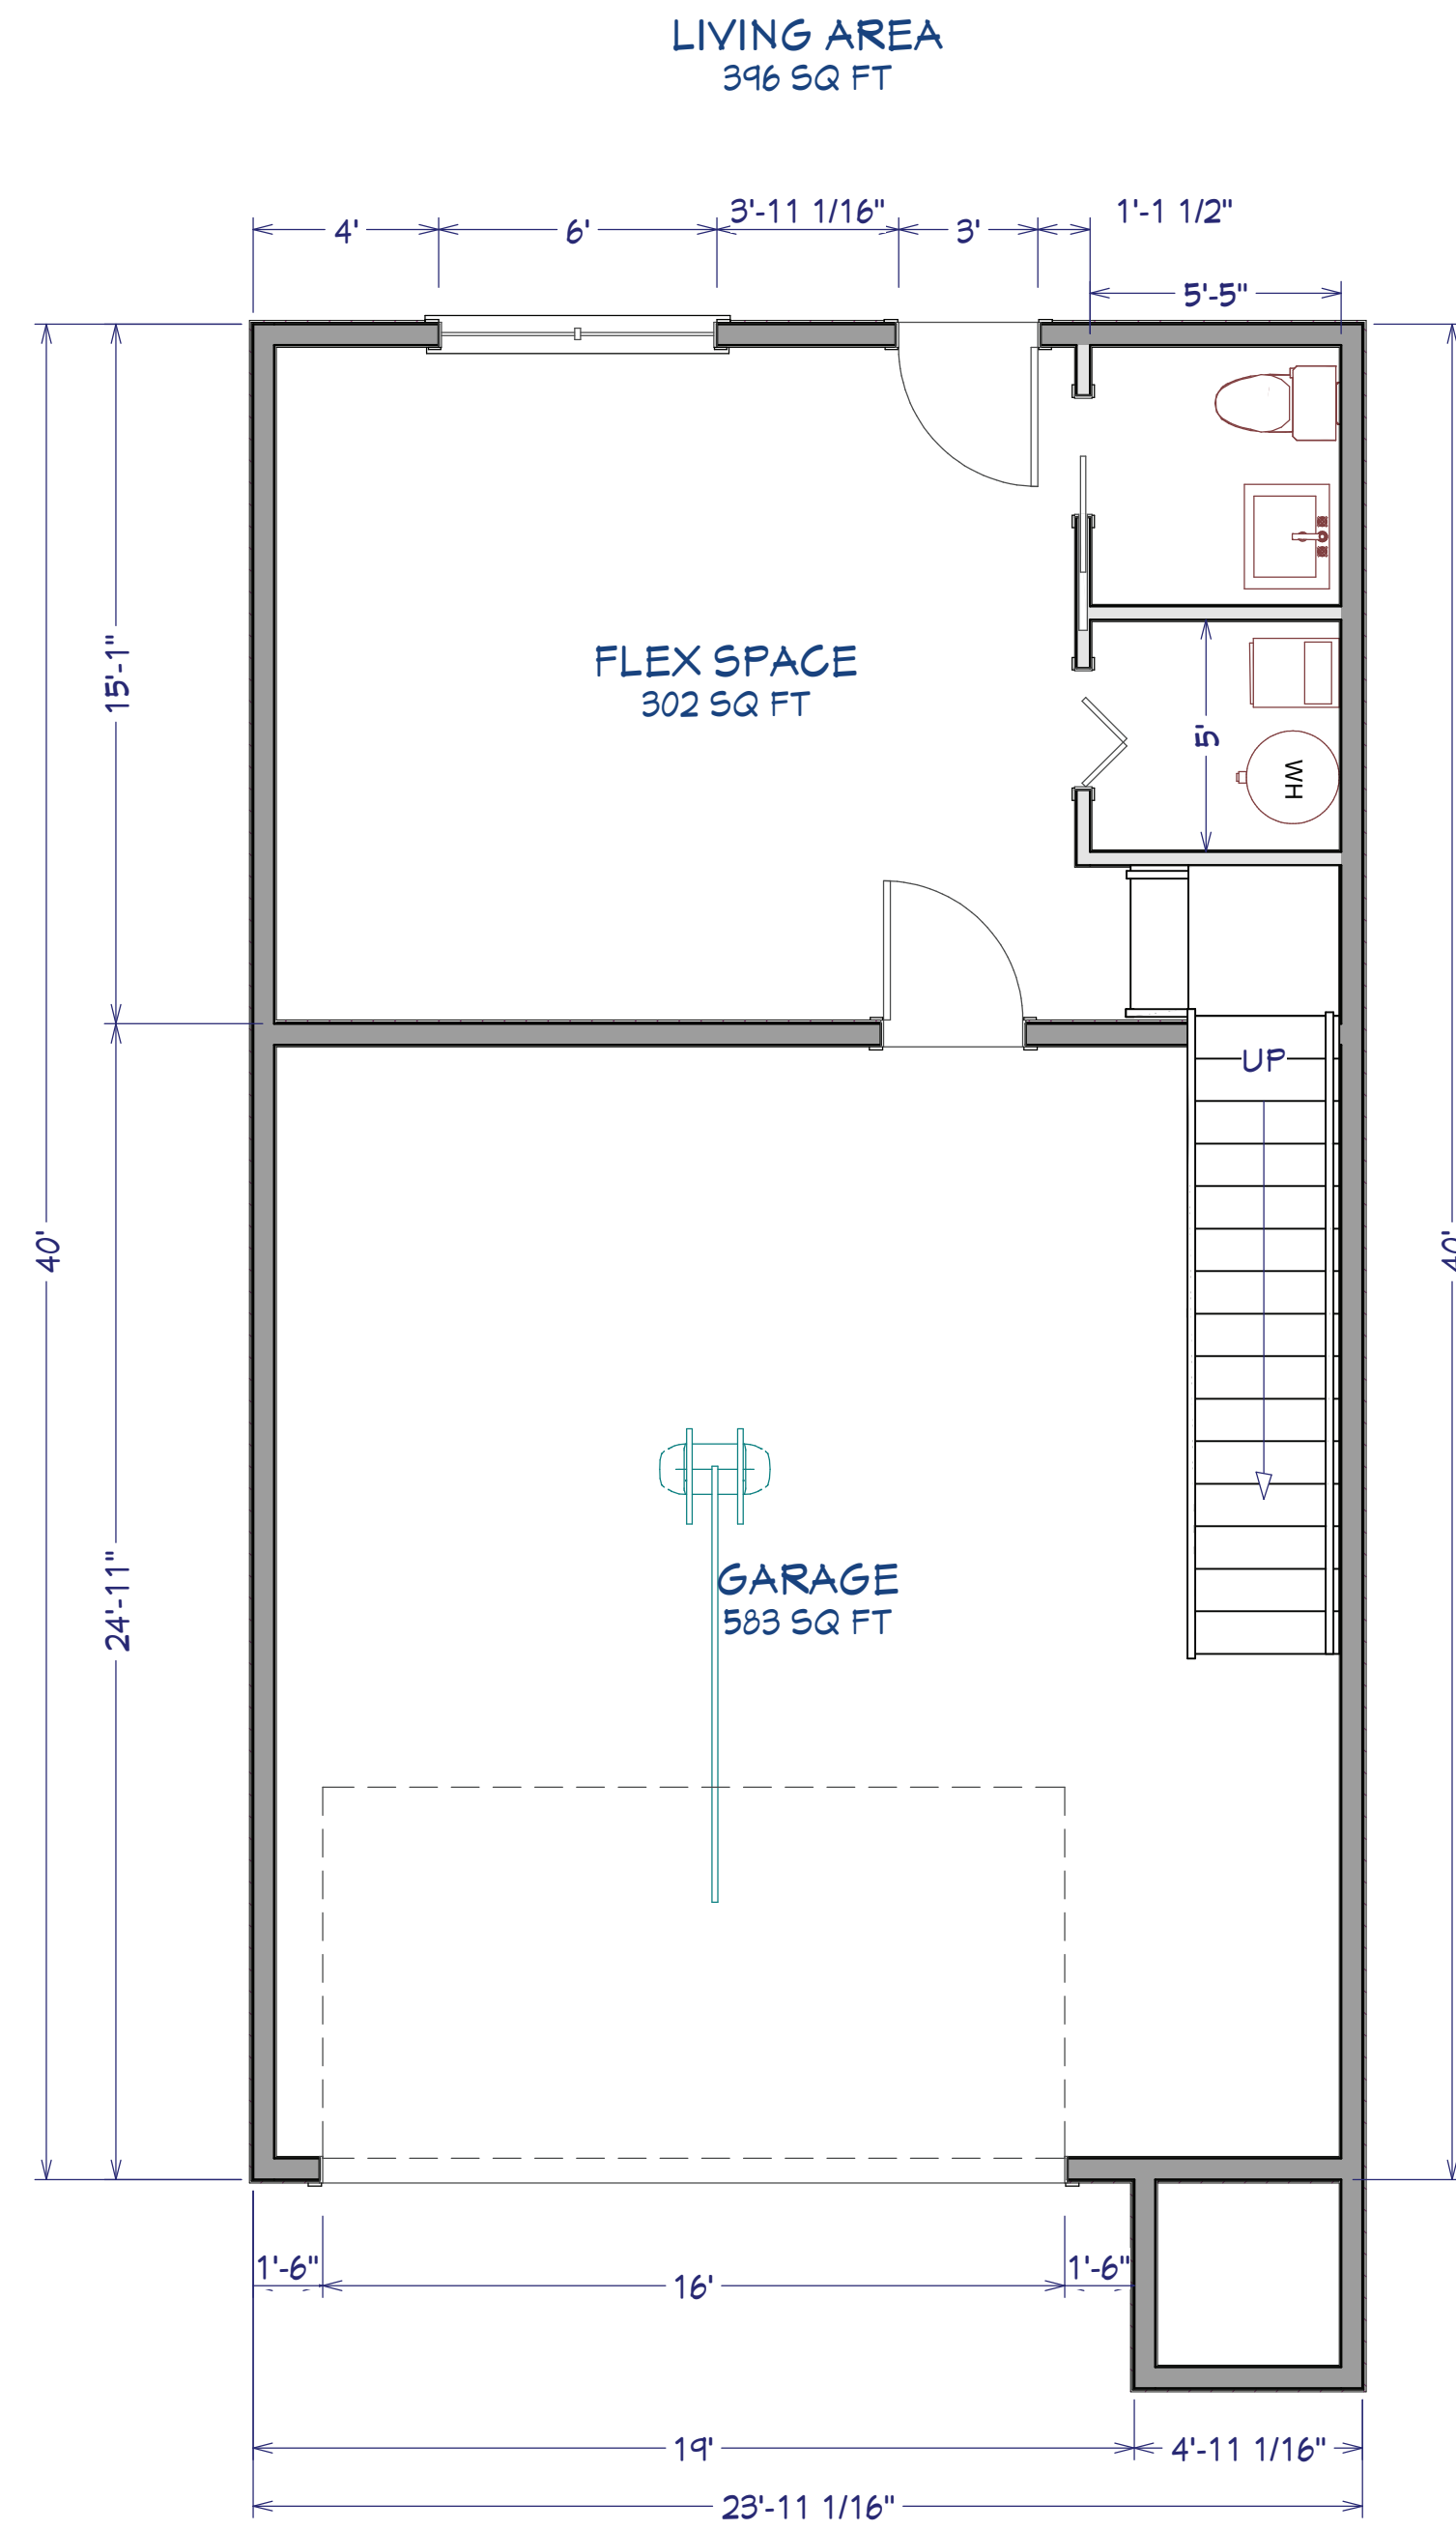 LIVING AREA
396 SQ FT
4'
6'
3'-11 1/16"
3'
1'-1 1/2"
5'-5"
15'-1"
FLEX SPACE
302 SQ FT
5'
WH
UP
40'
40'
24'-11"
GARAGE
583 SQ FT
1'-6"
16'
1'-6"
19'
4'-11 1/16"
23'-11 1/16"